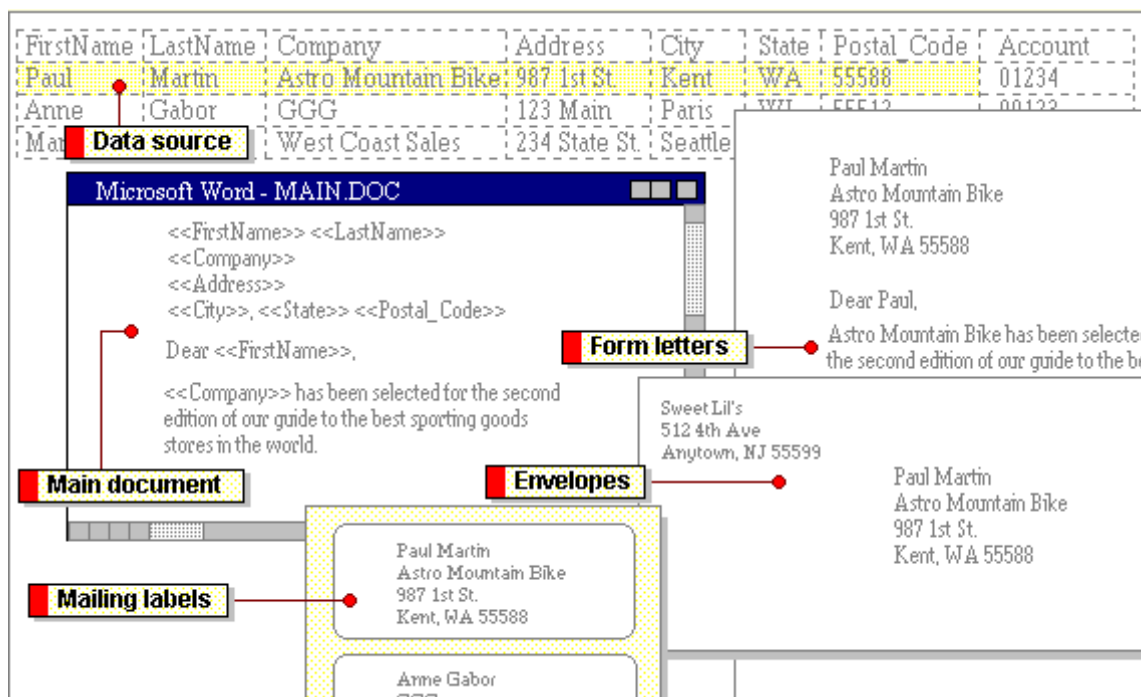 FirstName LastName Company Address City State Postal_Code Account
Paul Martin Astro Mountain Bike 987 1st St. Kent WA 55588 01234
Anne Gabor GGG 123 Main Paris
Data source
West Coast Sales 234 State St. Seattle
Microsoft Word - MAIN.DOC
<<FirstName>> <<LastName>>
<<Company>>
<<Address>>
<<City>>, <<State>> <<Postal_Code>>
Dear <<FirstName>>,
<<Company>> has been selected for the second
edition of our guide to the best sporting goods
stores in the world.
Main document
Paul Martin
Astro Mountain Bike
987 1st St.
Kent, WA 55588
Dear Paul,
Astro Mountain Bike has been selected
the second edition of our guide to the
Form letters
Sweet Lil's
512 4th Ave
Anytown, NJ 55599
Envelopes
Paul Martin
Astro Mountain Bike
987 1st St.
Kent, WA 55588
Mailing labels
Paul Martin
Astro Mountain Bike
987 1st St.
Kent, WA 55588
Anne Gabor